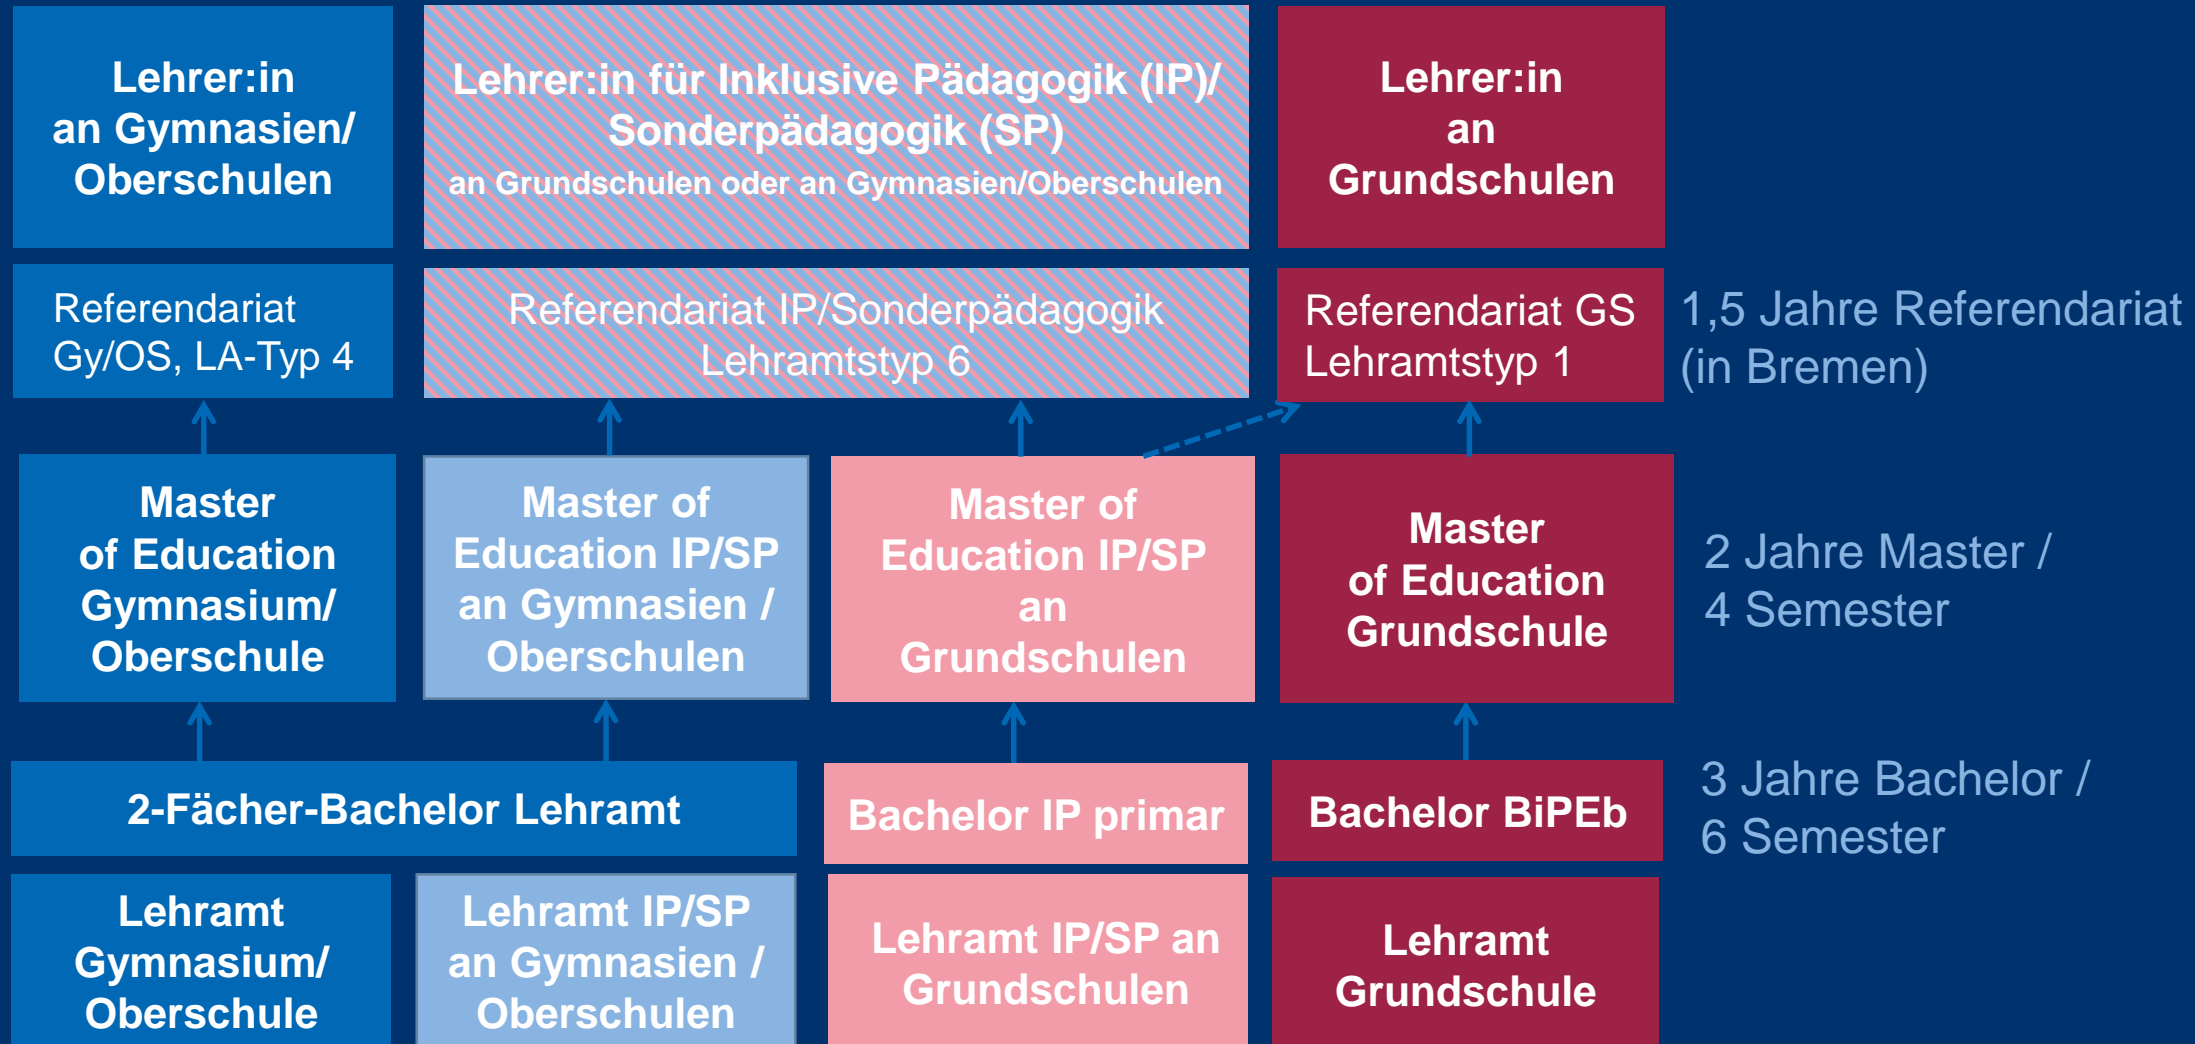 Lehrer:in
an Gymnasien/
Oberschulen
Lehrer:in für Inklusive Pädagogik (IP)/
Sonderpädagogik (SP)
an Grundschulen oder an Gymnasien/Oberschulen
Lehrer:in
an
Grundschulen
Referendariat
Gy/OS, LA-Typ 4
Referendariat IP/Sonderpädagogik
Lehramtstyp 6
Referendariat GS
Lehramtstyp 1
1,5 Jahre Referendariat
(in Bremen)
Master
of Education
Gymnasium/
Oberschule
Master of
Education IP/SP
an Gymnasien /
Oberschulen
Master of
Education IP/SP
an
Grundschulen
Master
of Education
Grundschule
2 Jahre Master /
4 Semester
2-Fächer-Bachelor Lehramt
Bachelor IP primar
Bachelor BiPEb
3 Jahre Bachelor /
6 Semester
Lehramt
Gymnasium/
Oberschule
Lehramt IP/SP
an Gymnasien /
Oberschulen
Lehramt IP/SP an
Grundschulen
Lehramt
Grundschule